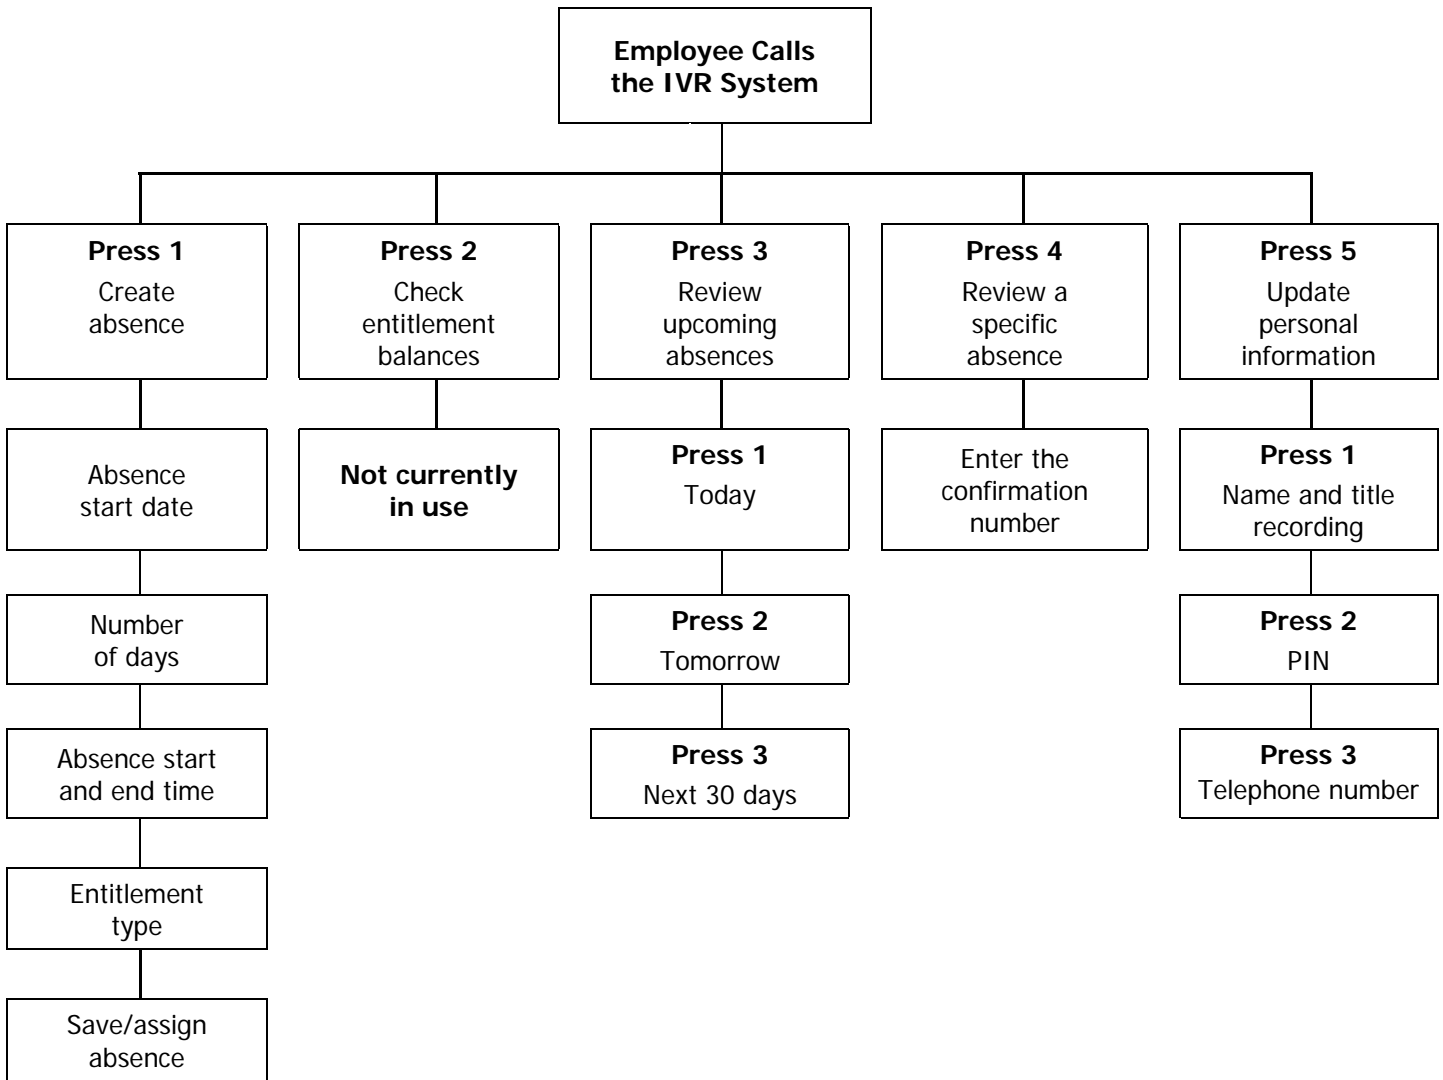 Employee Calls
the IVR System
Press 1
Create
absence
Press 2
Check
entitlement
balances
Press 3
Review
upcoming
absences
Press 4
Review a
specific
absence
Press 5
Update
personal
information
Absence
start date
Not currently
in use
Press 1
Today
Enter the
confirmation
number
Press 1
Name and title
recording
Number
of days
Press 2
Tomorrow
Press 2
PIN
Absence start
and end time
Press 3
Next 30 days
Press 3
Telephone number
Entitlement
type
Save/assign
absence